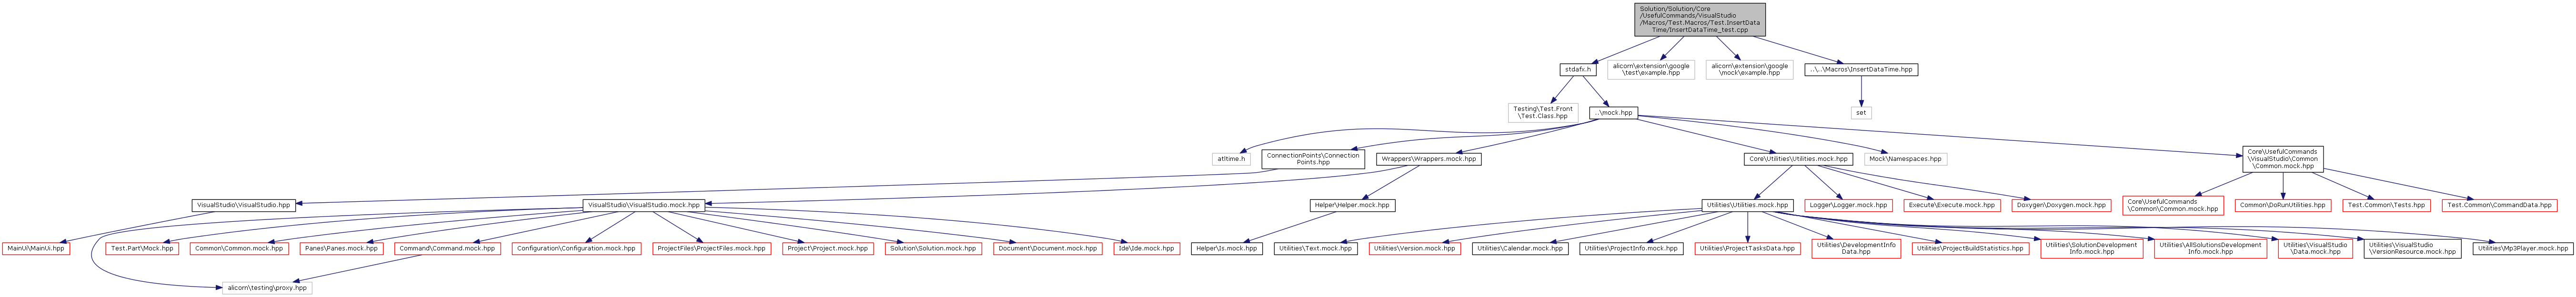 Solution/Solution/Core
/UsefulCommands/VisualStudio
/Macros/Test.Macros/Test.InsertData
Time/InsertDataTime_test.cpp
stdafx.h
alicorn\extension\google
\test\example.hpp
alicorn\extension\google
\mock\example.hpp
..\..\Macros\InsertDataTime.hpp
Testing\Test.Front
\Test.Class.hpp
..\mock.hpp
set
atltime.h
ConnectionPoints\Connection
Points.hpp
Wrappers\Wrappers.mock.hpp
Core\Utilities\Utilities.mock.hpp
Mock\Namespaces.hpp
Core\UsefulCommands
\VisualStudio\Common
\Common.mock.hpp
VisualStudio\VisualStudio.hpp
VisualStudio\VisualStudio.mock.hpp
Helper\Helper.mock.hpp
Utilities\Utilities.mock.hpp
Logger\Logger.mock.hpp
Execute\Execute.mock.hpp
Doxygen\Doxygen.mock.hpp
Core\UsefulCommands
\Common\Common.mock.hpp
Common\DoRunUtilities.hpp
Test.Common\Tests.hpp
Test.Common\CommandData.hpp
MainUi\MainUi.hpp
Test.Part\Mock.hpp
Common\Common.mock.hpp
Panes\Panes.mock.hpp
Command\Command.mock.hpp
Configuration\Configuration.mock.hpp
ProjectFiles\ProjectFiles.mock.hpp
Project\Project.mock.hpp
Solution\Solution.mock.hpp
Document\Document.mock.hpp
Ide\Ide.mock.hpp
Helper\Is.mock.hpp
Utilities\Text.mock.hpp
Utilities\Version.mock.hpp
Utilities\Calendar.mock.hpp
Utilities\ProjectInfo.mock.hpp
Utilities\ProjectTasksData.hpp
Utilities\DevelopmentInfo
Data.hpp
Utilities\ProjectBuildStatistics.hpp
Utilities\SolutionDevelopment
Info.mock.hpp
Utilities\AllSolutionsDevelopment
Info.mock.hpp
Utilities\VisualStudio
\Data.mock.hpp
Utilities\VisualStudio
\VersionResource.mock.hpp
Utilities\Mp3Player.mock.hpp
alicorn\testing\proxy.hpp